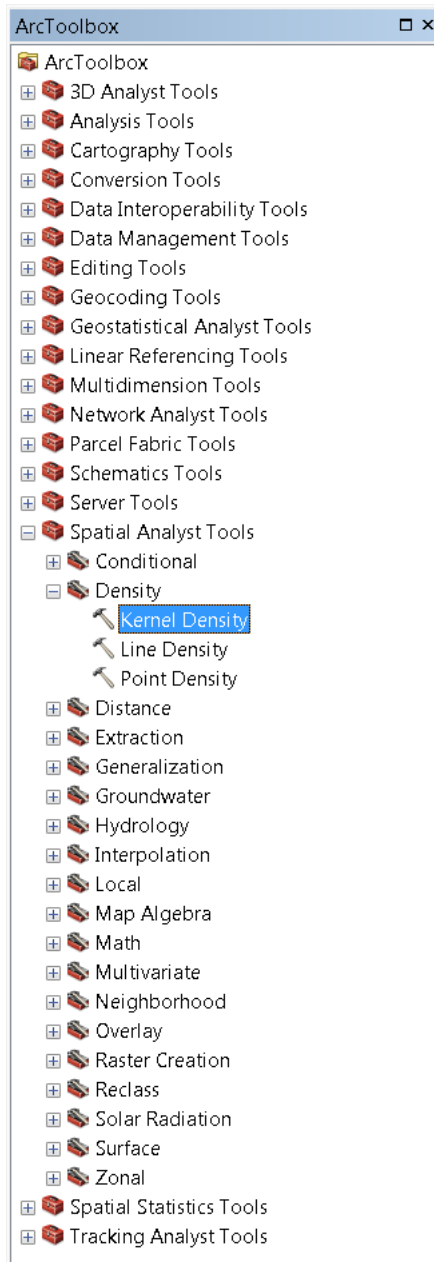 ArcToolbox
ArcToolbox
3D Analyst Tools
Analysis Tools
Cartography Tools
Conversion Tools
Data Interoperability Tools
Data Management Tools
Editing Tools
Geocoding Tools
Geostatistical Analyst Tools
Linear Referencing Tools
Multidimension Tools
Network Analyst Tools
Parcel Fabric Tools
Schematics Tools
Server Tools
Spatial Analyst Tools
Conditional
Density
Kernel Density
Line Density
Point Density
Distance
Extraction
Generalization
Groundwater
Hydrology
Interpolation
Local
Map Algebra
Math
Multivariate
Neighborhood
Overlay
Raster Creation
Reclass
Solar Radiation
Surface
Zonal
Spatial Statistics Tools
Tracking Analyst Tools